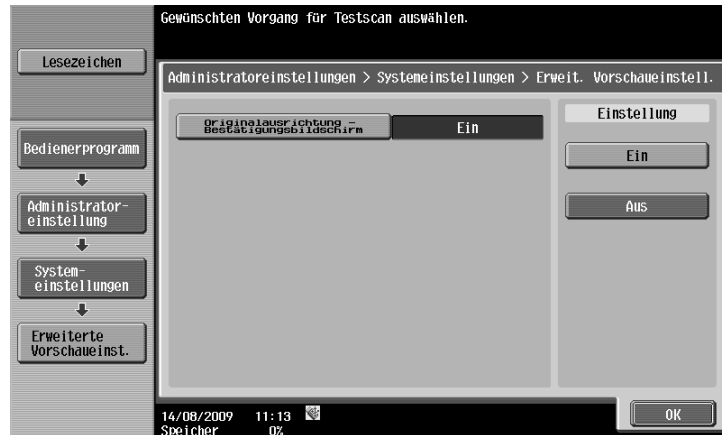 Gewünschten Vorgang für Testscan auswählen.
Lesezeichen
Administratoreinstellungen > Systemeinstellungen > Erweit. Vorschaueinstell.
Originalausrichtung -
Bestätigungsbildschirm
Ein
Einstellung
Ein
Aus
Bedienerprogramm
Administrator-
einstellung
System-
einstellungen
Erweiterte
Vorschaueinst.
14/08/2009 11:13
Speicher 0%
OK